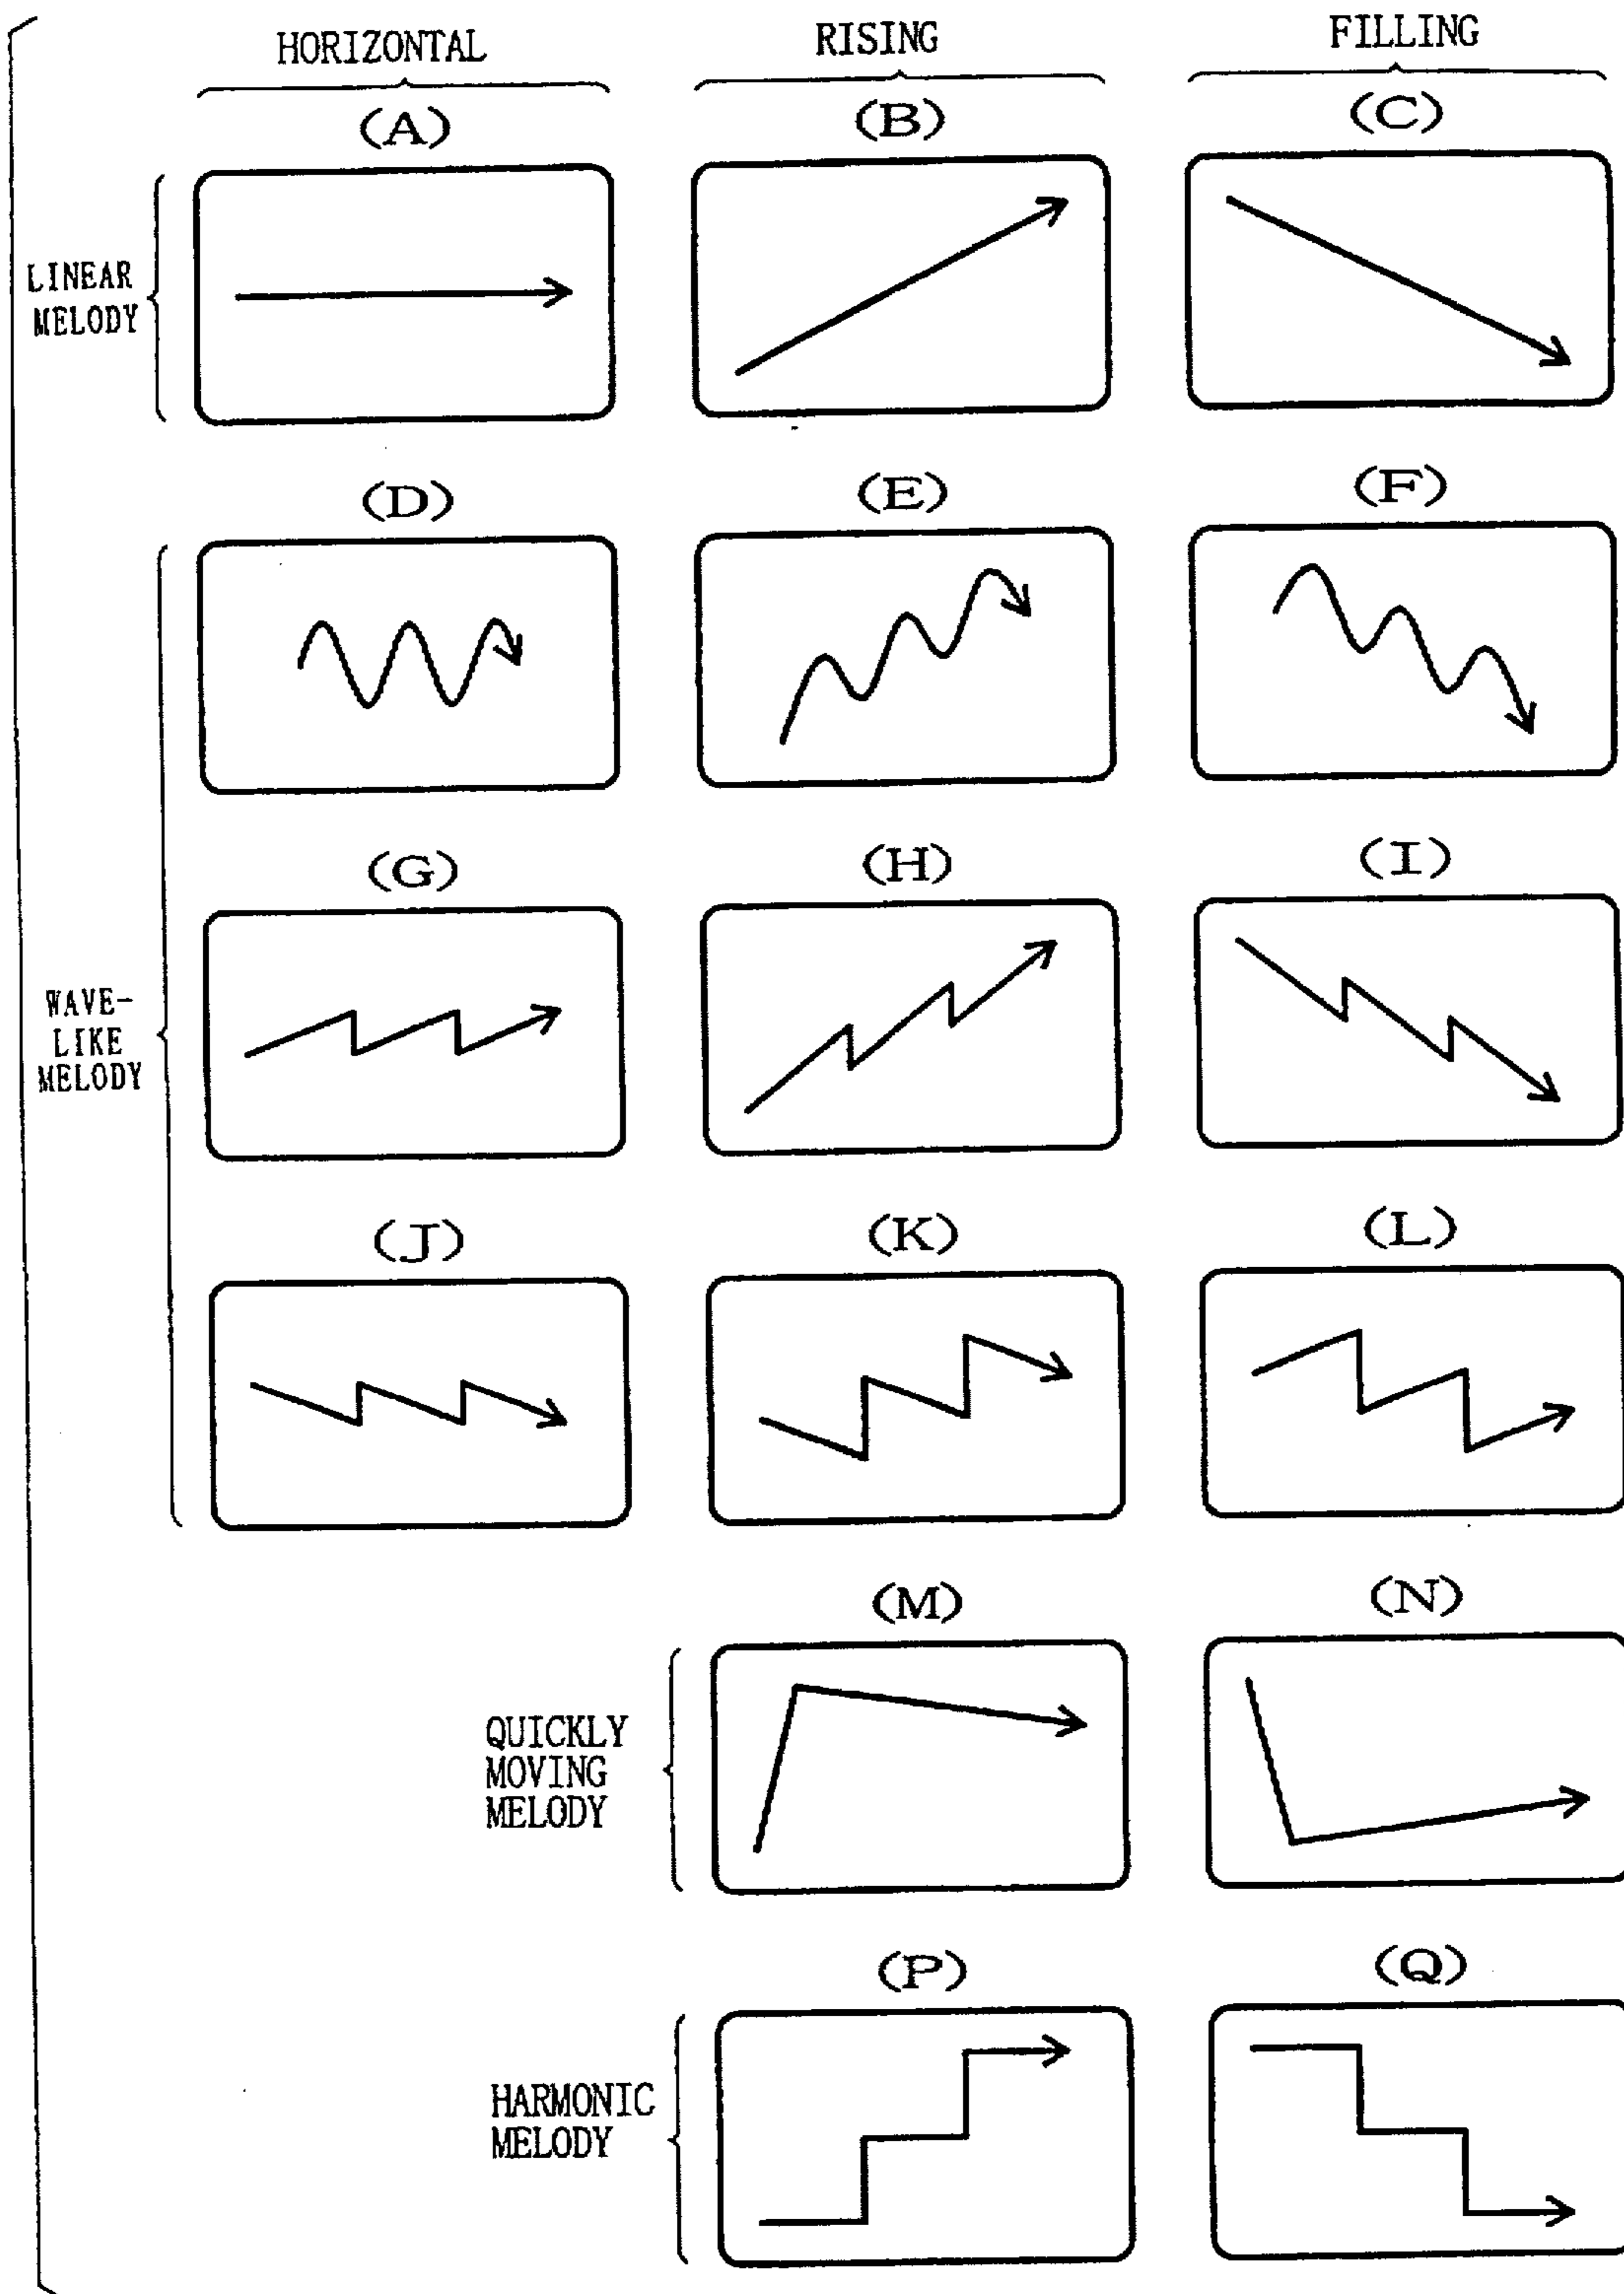 HORIZONTAL RISING FILLING
(A) (B) (C)
LINEAR
MELODY
(D) (E) (F)
(G) (H) (I)
WAVE-
LIKE
MELODY
(J) (K) (L)
(M) (N)
QUICKLY
MOVING
MELODY
(P) (Q)
HARMONIC
MELODY